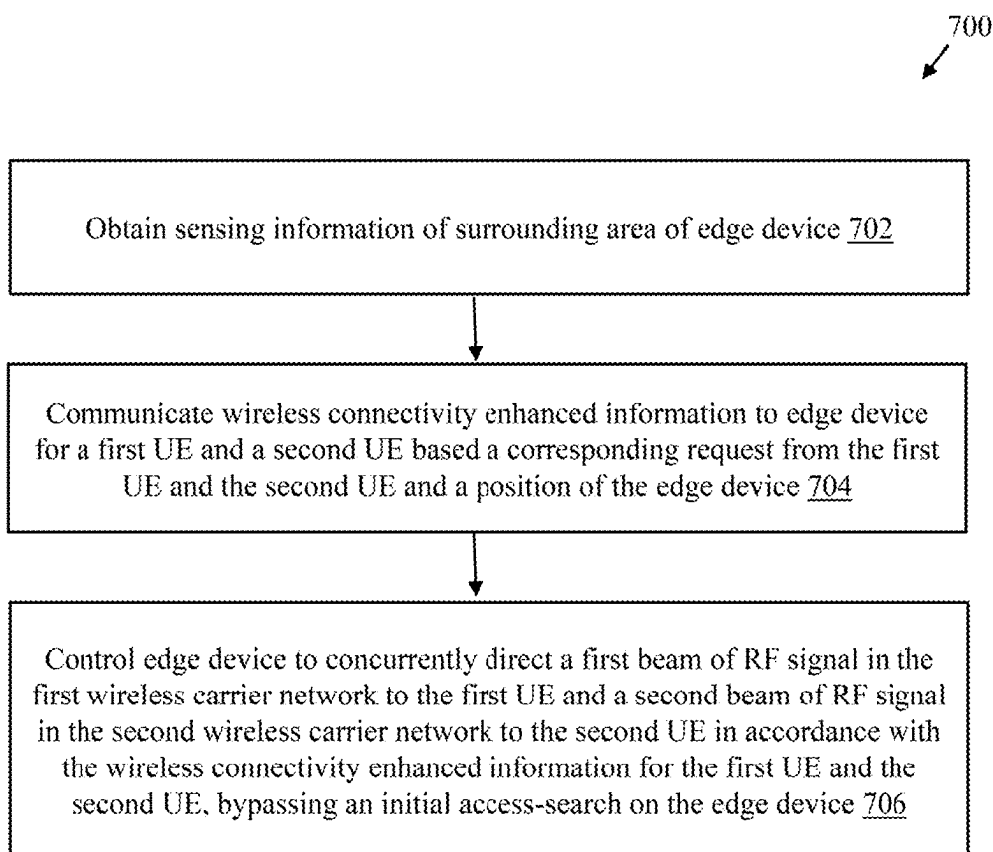 700
Obtain sensing information of surrounding area of edge device 702
Communicate wireless connectivity enhanced information to edge device
for a first UE and a second UE based a corresponding request from the first
UE and the second UE and a position of the edge device 704
Control edge device to concurrently direct a first beam of RF signal in the
first wireless carrier network to the first UE and a second beam of RF signal
in the second wireless carrier network to the second UE in accordance with
the wireless connectivity enhanced information for the first UE and the
second UE, bypassing an initial access-search on the edge device 706